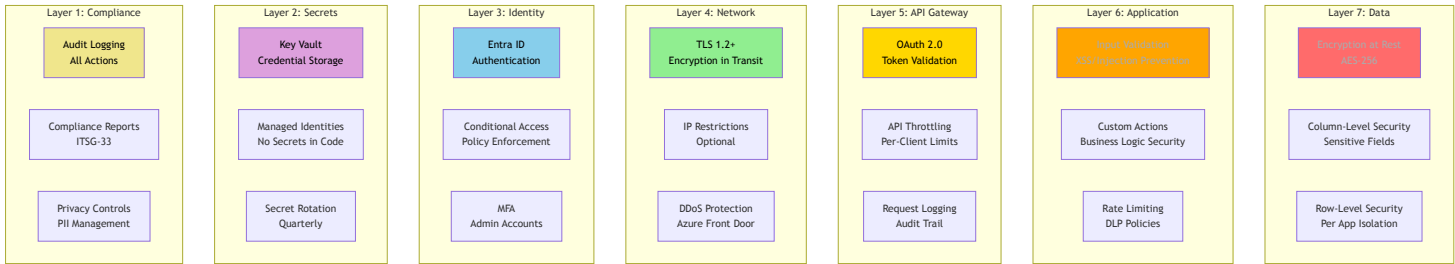 Layer 1: Compliance
Audit Logging
All Actions
Compliance Reports
ITSG-33
Privacy Controls
PII Management
Layer 2: Secrets
Key Vault
Credential Storage
Managed Identities
No Secrets in Code
Secret Rotation
Quarterly
Layer 3: Identity
Entra ID
Authentication
Conditional Access
Policy Enforcement
MFA
Admin Accounts
Layer 4: Network
TLS 1.2+
Encryption in Transit
IP Restrictions
Optional
DDoS Protection
Azure Front Door
Layer 5: API Gateway
OAuth 2.0
Token Validation
API Throttling
Per-Client Limits
Request Logging
Audit Trail
Layer 6: Application
Input Validation
Custom Actions
Business Logic Security
Rate Limiting
DLP Policies
Layer 7: Data
Encryption at Rest
AES-256
Column-Level Security
Sensitive Fields
Row-Level Security
Per App Isolation